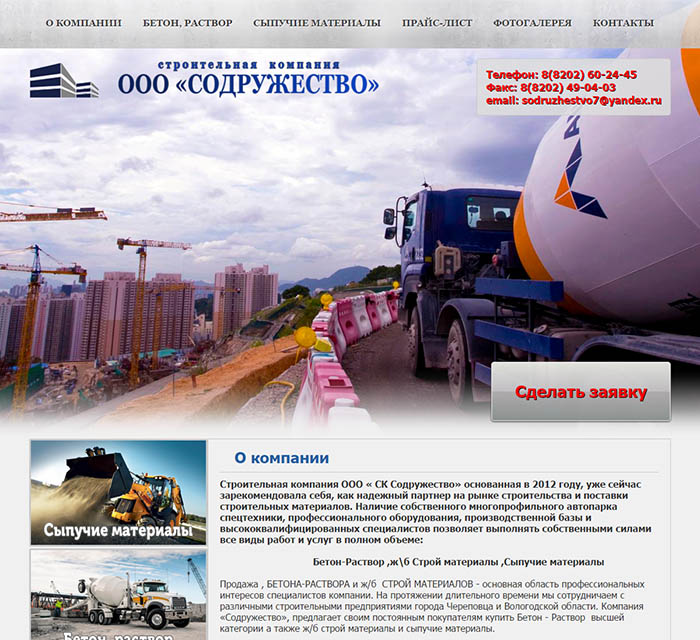 О КОМПАНИИ БЕТОН, РАСТВОР СЫПУЧИЕ МАТЕРИАЛЫ ПРАЙС-ЛИСТ ФОТОГАЛЕРЕЯ КОНТАКТЫ
строительная компания
ООО «СОДРУЖЕСТВО»
Телефон: 8(8202) 60-24-45
Факс: 8(8202) 49-04-03
email: sodruzhestvo7@yandex.ru
Сделать заявку
Сыпучие материалы
Бетон, раствор
О компании
Строительная компания ООО « СК Содружество» основанная в 2012 году, уже сейчас
зарекомендовала себя, как надежный партнер на рынке строительства и поставки
строительных материалов. Наличие собственного многопрофильного автопарка
спецтехники, профессионального оборудования, производственной базы и
высококвалифицированных специалистов позволяет выполнять собственными силами
все виды работ и услуг в полном объеме:
Бетон-Раствор ,ж\б Строй материалы ,Сыпучие материалы
Продажа , БЕТОНА-РАСТВОРА и ж/б СТРОЙ МАТЕРИАЛОВ - основная область профессиональных
интересов специалистов компании. На протяжении длительного времени мы сотрудничаем с
различными строительными предприятиями города Череповца и Вологодской области. Компания
«Содружество», предлагает своим постоянным покупателям купить Бетон - Раствор высшей
категории а также ж/б строй материалы и сыпучие материалы.